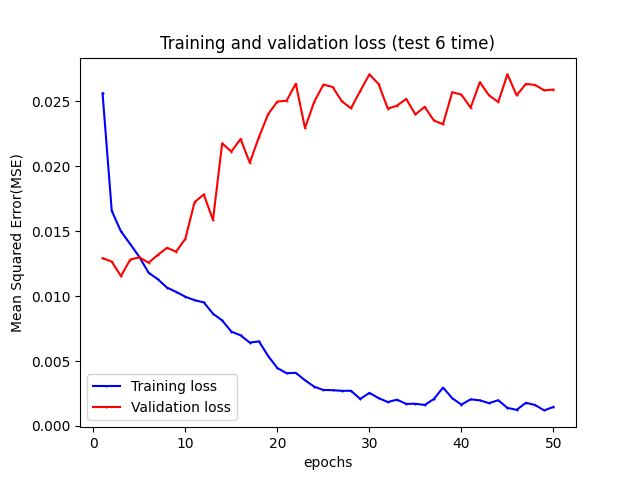 Training and validation loss (test 6 time)
Mean Squared Error(MSE)
0.025
0.020
0.015
0.010
0.005
0.000
Training loss
Validation loss
0
10
20
30
40
50
epochs